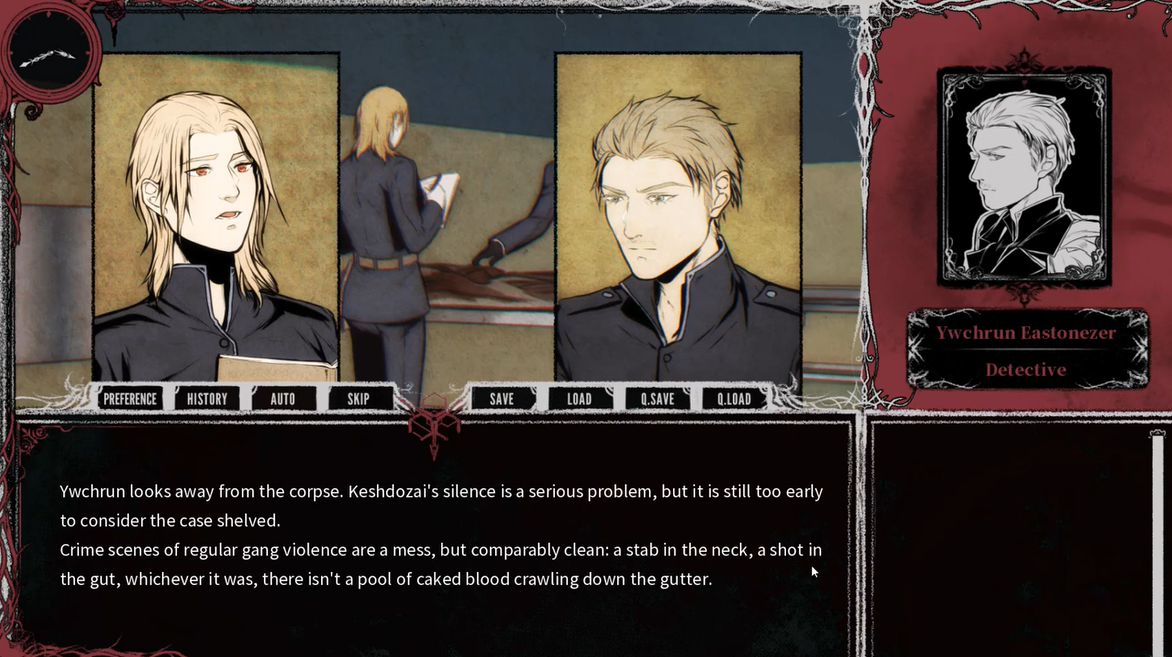 Ywchrun Eastonezer
Detective
PREFERENCE
HISTORY
AUTO
SKIP
SAVE
LOAD
Q.SAVE
Q.LOAD
Ywchrun looks away from the corpse. Keshdozai's silence is a serious problem, but it is still too early
to consider the case shelved.
Crime scenes of regular gang violence are a mess, but comparably clean: a stab in the neck, a shot in
the gut, whichever it was, there isn't a pool of caked blood crawling down the gutter.